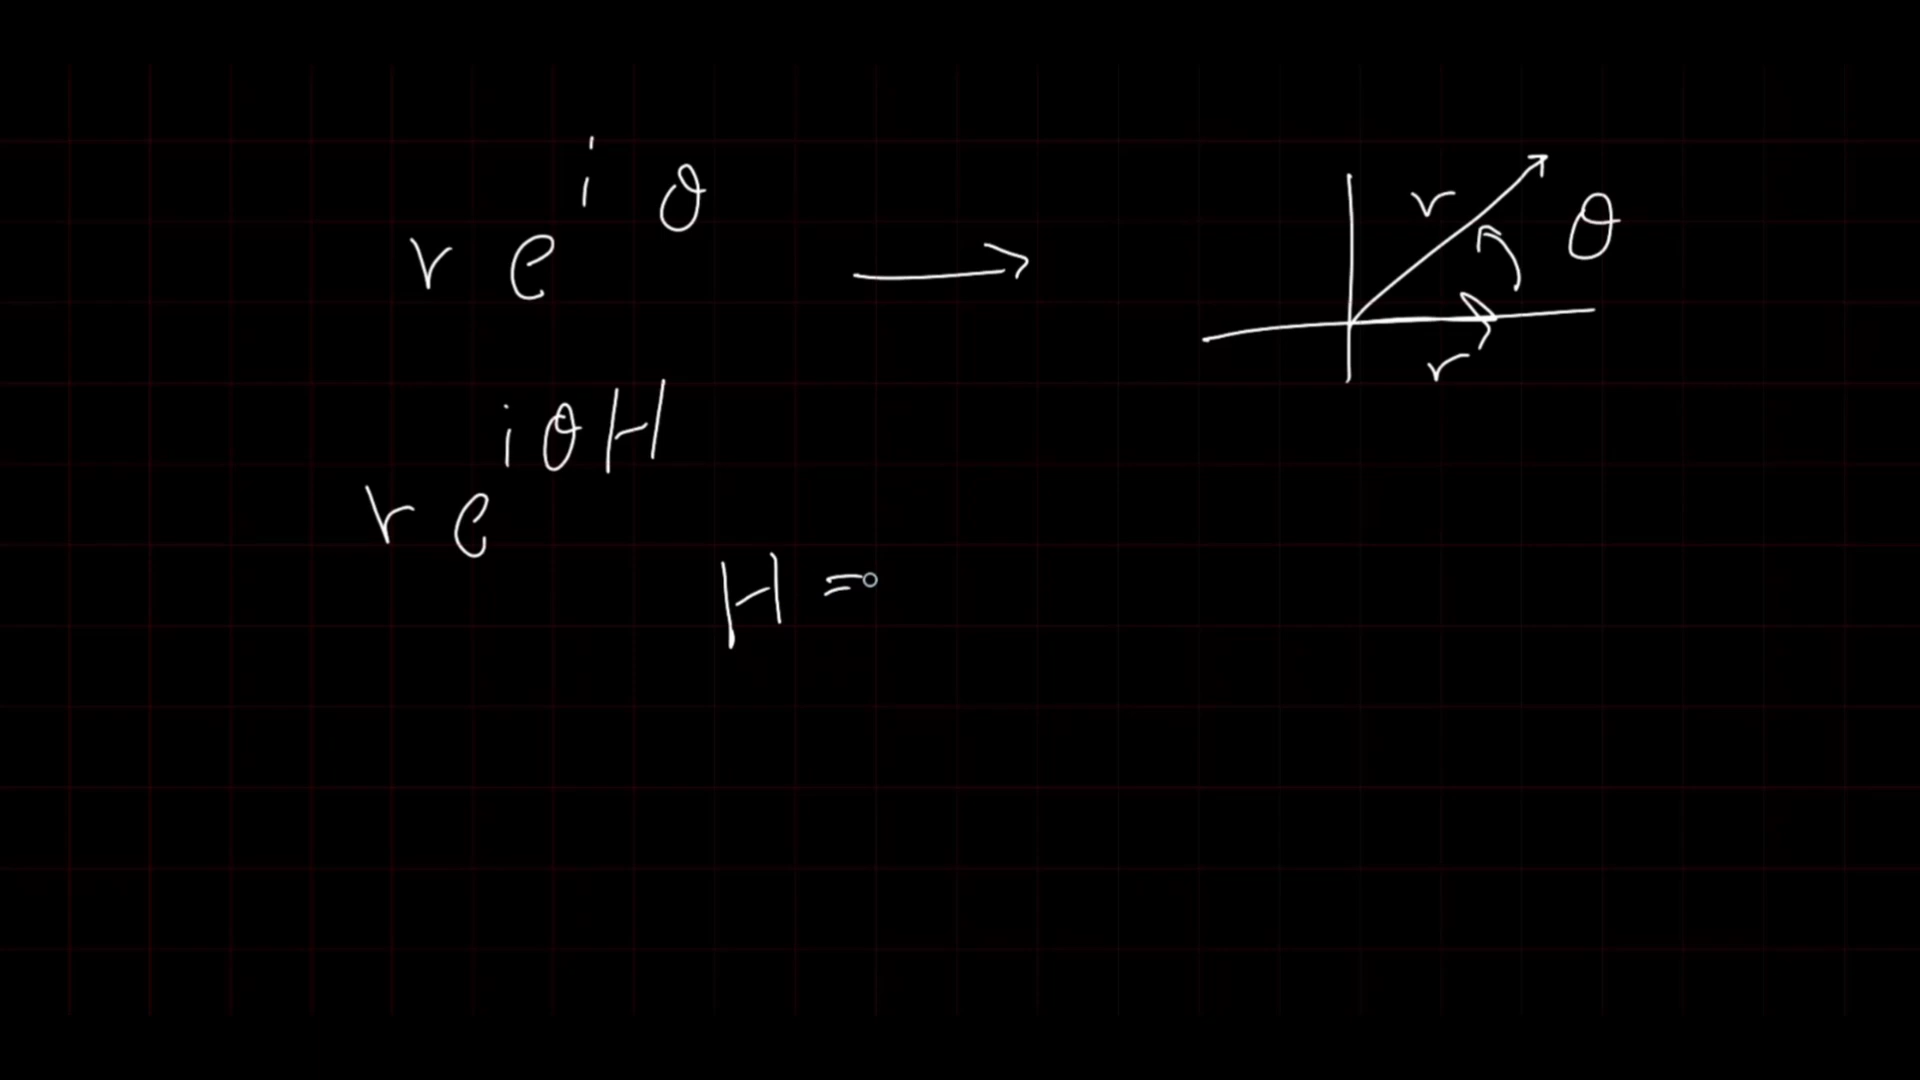 r e^{iθ} →
r
θ
r
r e^{iθH}
H =